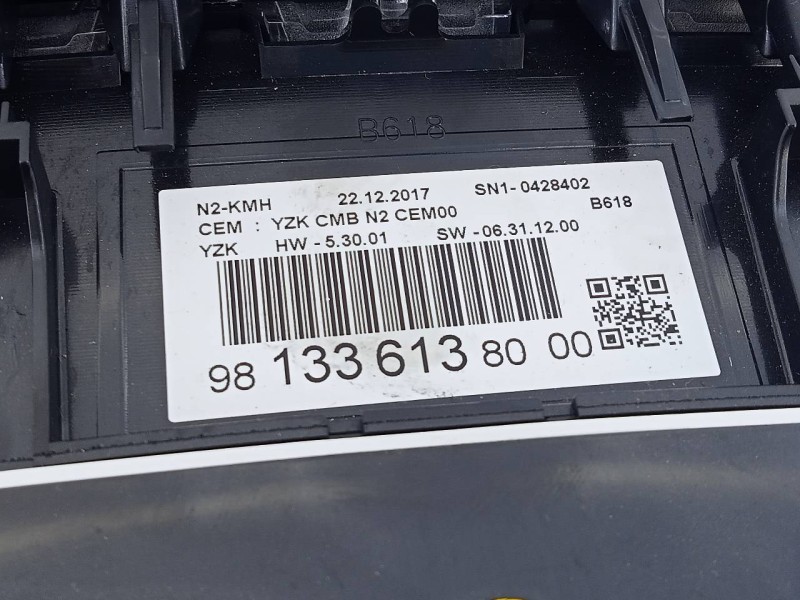 B618
N2-KMH 22.12.2017 SN1- 0428402
CEM : YZK CMB N2 CEM00 B618
YZK HW - 5.30.01 SW - 06.31.12.00
98 133 613 80 00